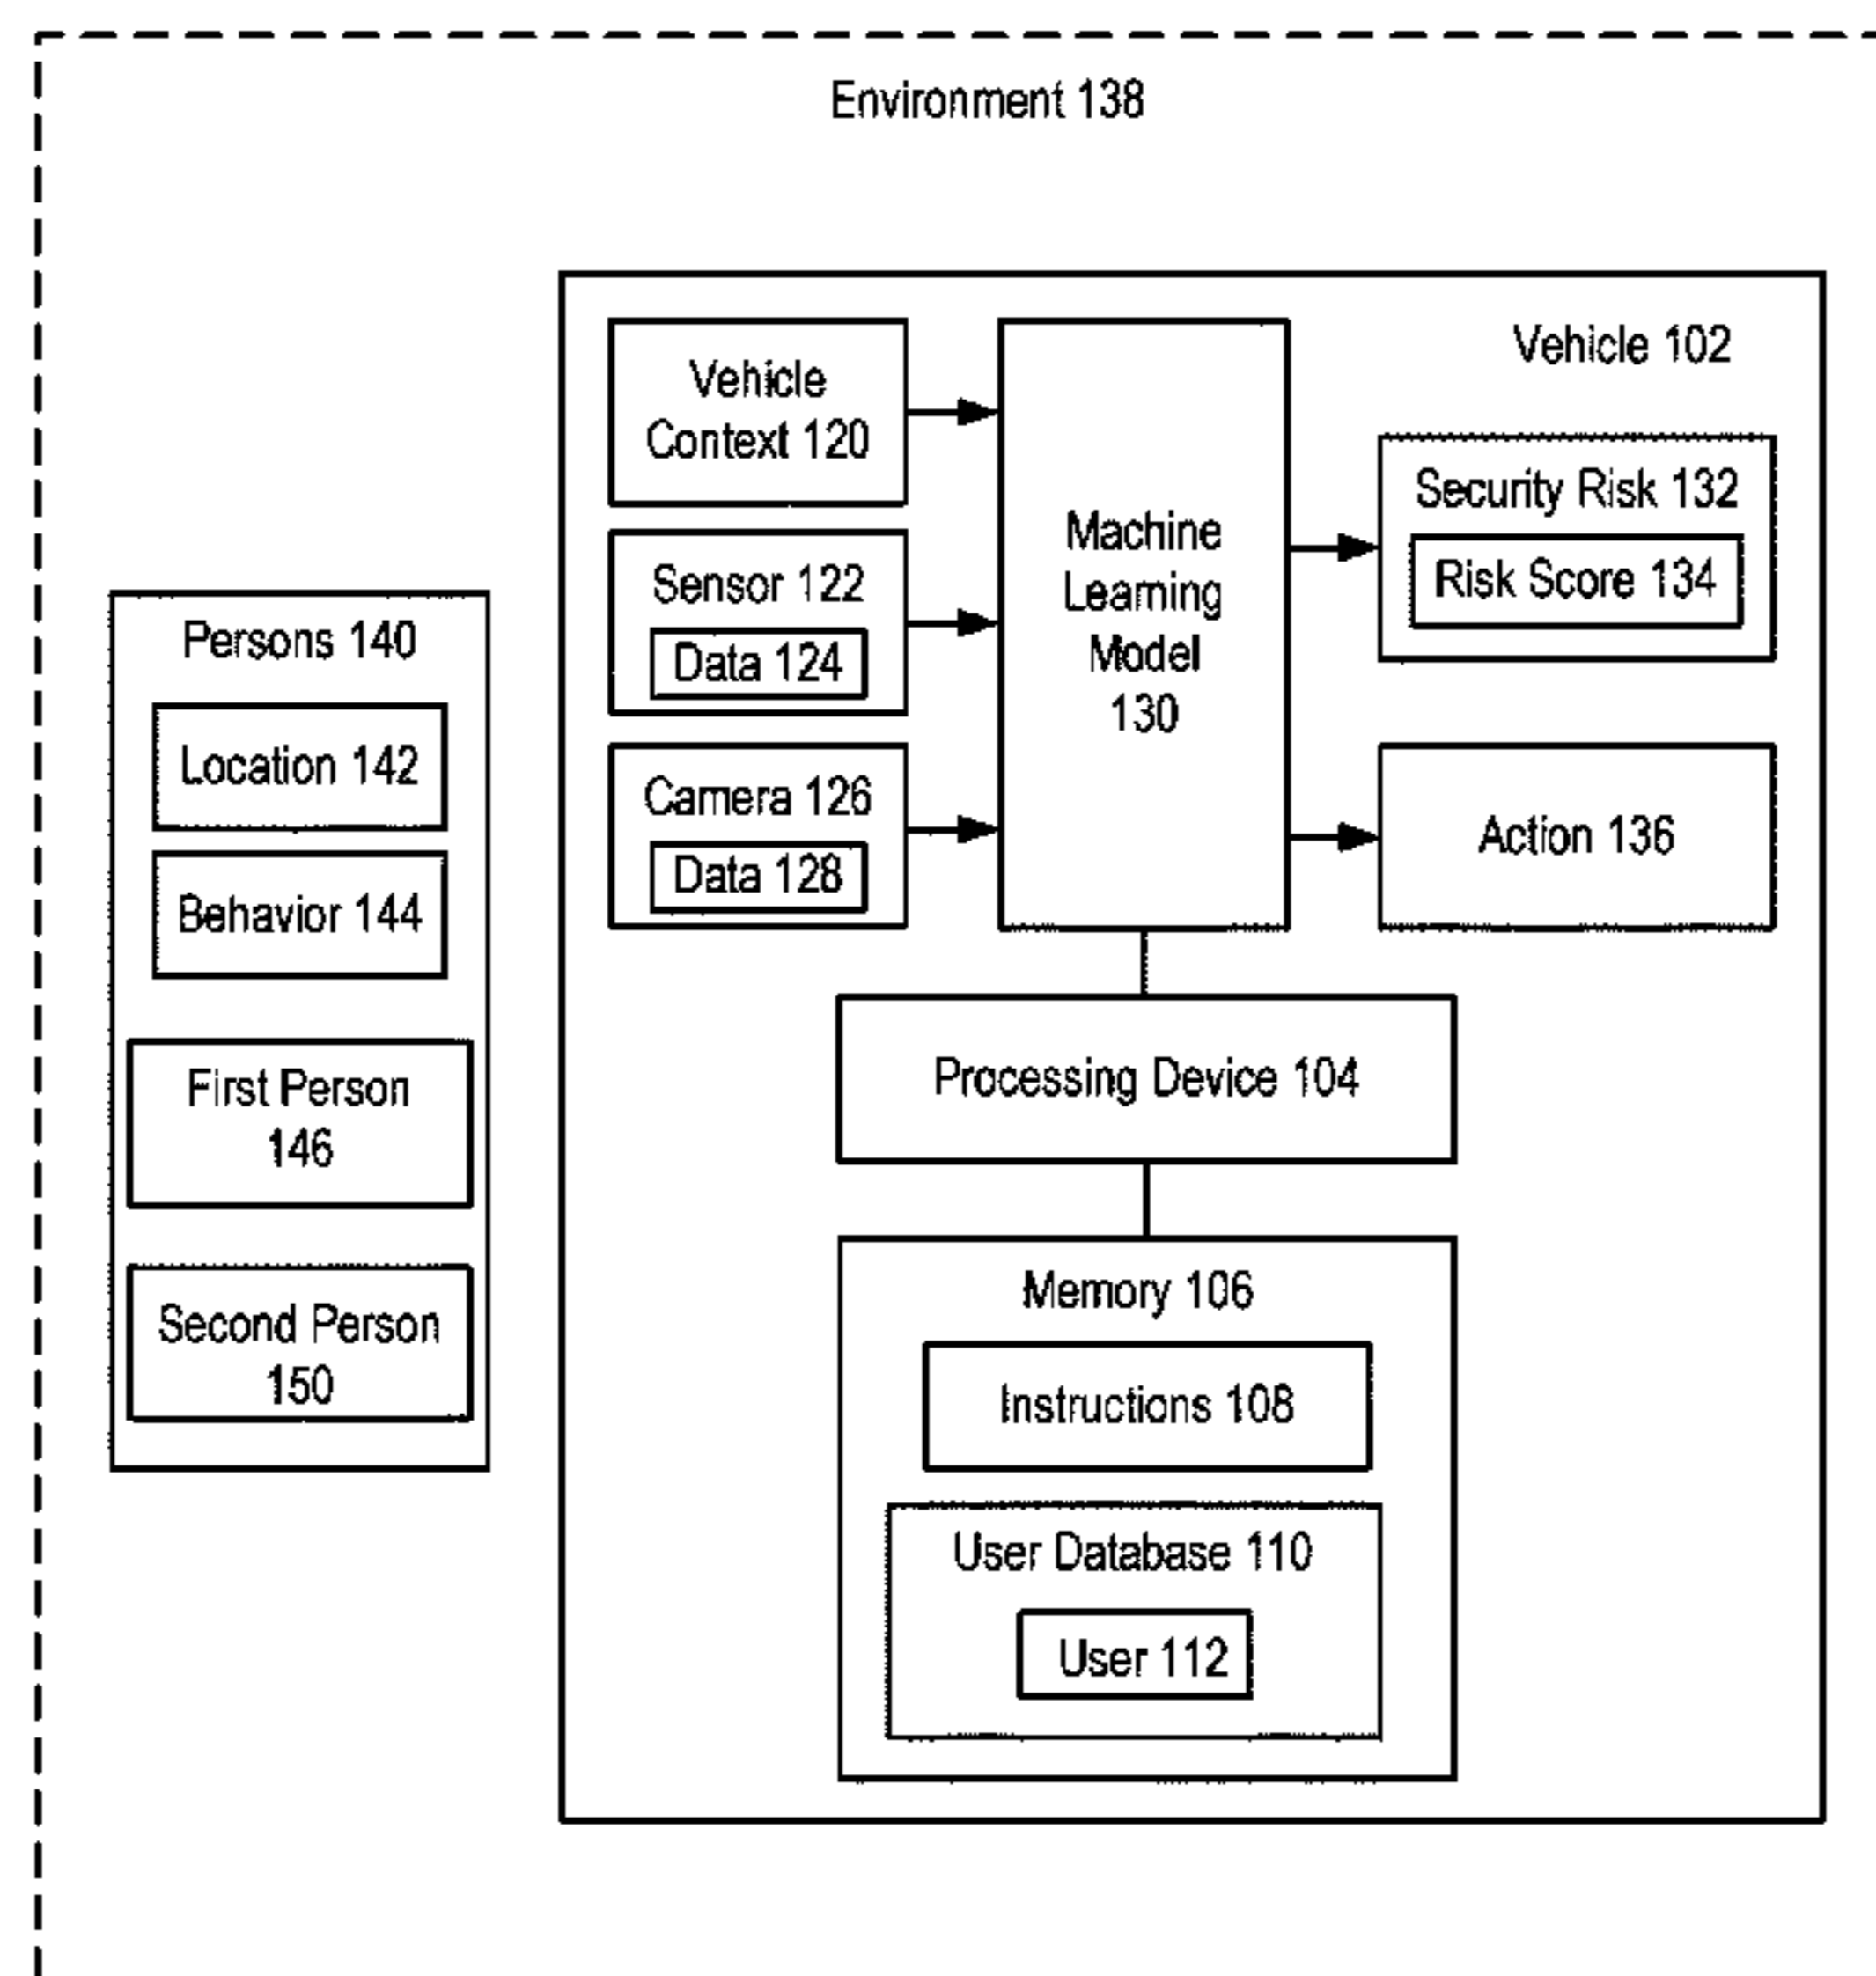 Environment 138
Vehicle 102
Vehicle
Context 120
Sensor 122
Data 124
Camera 126
Data 128
Machine
Learning
Model
130
Security Risk 132
Risk Score 134
Action 136
Persons 140
Location 142
Behavior 144
First Person
146
Second Person
150
Processing Device 104
Memory 106
Instructions 108
User Database 110
User 112